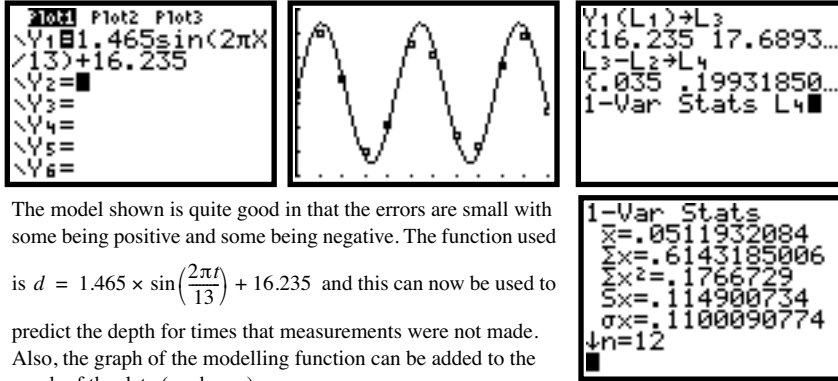 Plot1 Plot2 Plot3
\Y1=1.465sin(2πX
/13)+16.235
\Y2=
\Y3=
\Y4=
\Y5=
\Y6=
Y1(L1)→L3
{16.235 17.6893…
L3-L2→L4
{.035 .19931850…
1-Var Stats L4
The model shown is quite good in that the errors are small with
some being positive and some being negative. The function used
is d = 1.465 × sin(2πt/13) + 16.235 and this can now be used to
predict the depth for times that measurements were not made.
Also, the graph of the modelling function can be added to the
1-Var Stats
x̄=.0511932084
Σx=.6143185006
Σx²=.1766729
Sx=.114900734
σx=.1100090774
↓n=12